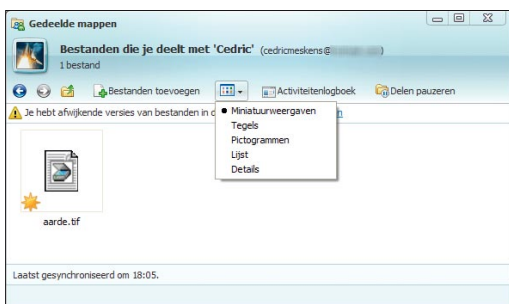 Gedeelde mappen
Bestanden die je deelt met 'Cedric' (cedricmeskens@ )
1 bestand
Bestanden toevoegen Activiteitenlogboek Delen pauzeren
Je hebt afwijkende versies van bestanden in d
Miniatuurweergaven
Tegels
Pictogrammen
Lijst
Details
aarde.tif
Laatst gesynchroniseerd om 18:05.